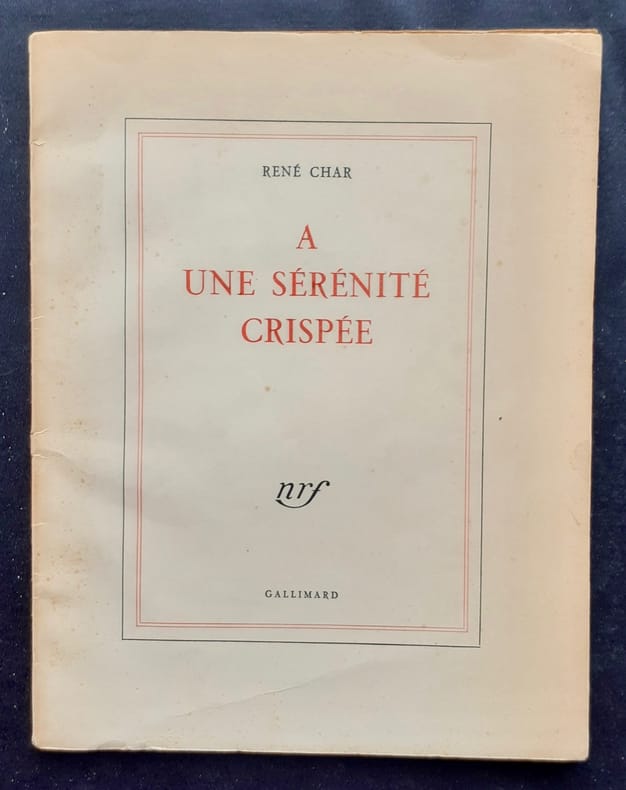 RENÉ CHAR
A
UNE SÉRÉNITÉ
CRISPÉE
nrf
GALLIMARD